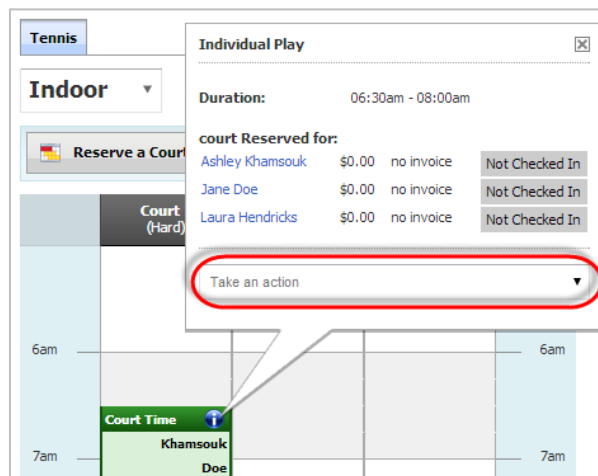 Tennis
Indoor
Reserve a Court
Individual Play
Duration: 06:30am - 08:00am
court Reserved for:
Ashley Khamsouk $0.00 no invoice Not Checked In
Jane Doe $0.00 no invoice Not Checked In
Laura Hendricks $0.00 no invoice Not Checked In
Take an action
Court
(Hard)
6am 6am
Court Time
Khamsouk
7am 7am
Doe